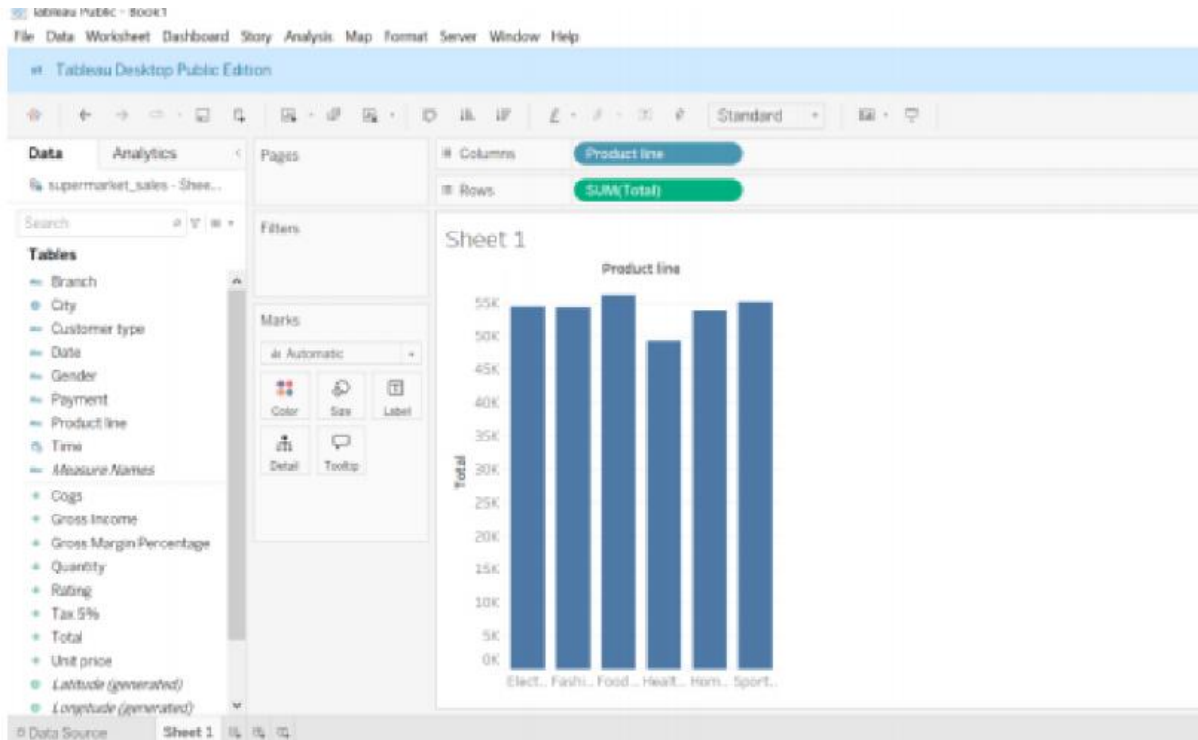 Tableau Public - Book1
File Data Worksheet Dashboard Story Analysis Map Format Server Window Help
Tableau Desktop Public Edition
Standard
Data Analytics
Pages
Columns Product line
supermarket_sales - Shee...
Rows SUM(Total)
Search
Filters
Sheet 1
Tables
Product line
Branch
City
Customer type
Date
Gender
Payment
Product line
Time
Measure Names
Cogs
Gross Income
Gross Margin Percentage
Quantity
Rating
Tax 5%
Total
Unit price
Latitude (generated)
Longitude (generated)
Marks
Automatic
Color Size Label
Detail Tooltip
Total
55K
50K
45K
40K
35K
30K
25K
20K
15K
10K
5K
0K
Elect.. Fashi.. Food .. Healt.. Hom.. Sport..
Data Source Sheet 1